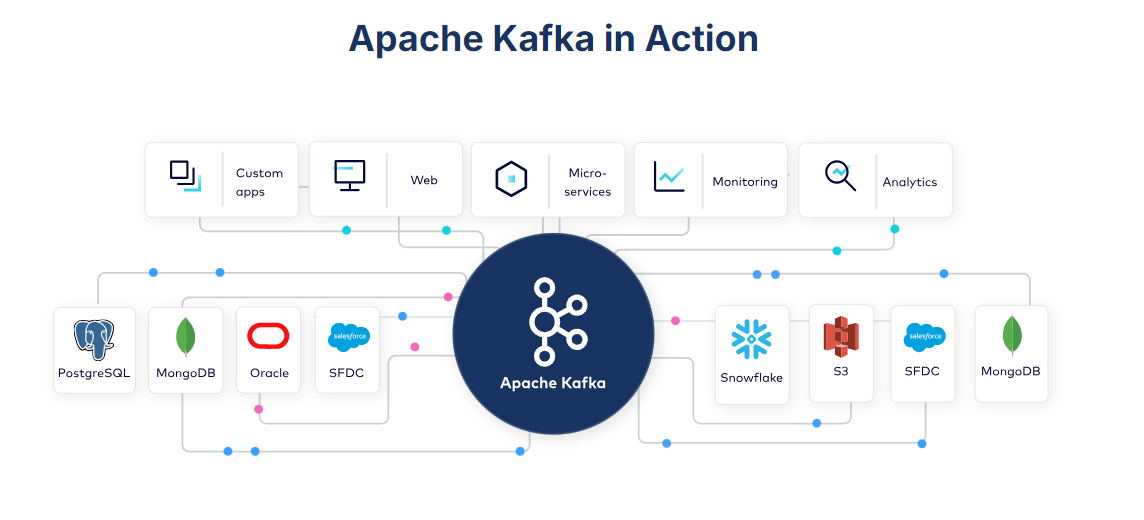 Apache Kafka in Action
Custom
apps
Web
Micro-
services
Monitoring
Analytics
PostgreSQL
MongoDB
Oracle
salesforce
SFDC
Apache Kafka
Snowflake
S3
salesforce
SFDC
MongoDB